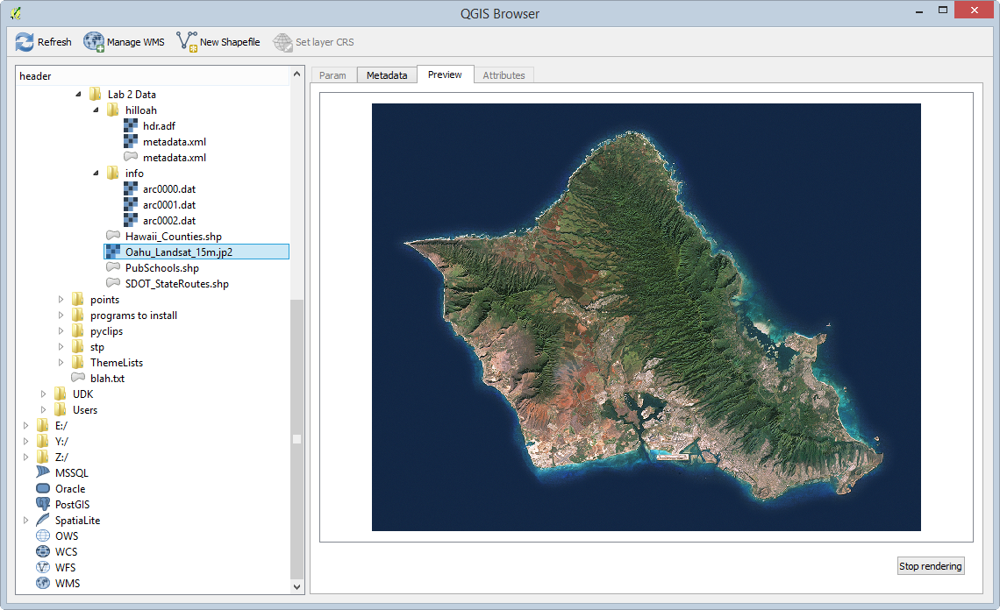 QGIS Browser
Refresh Manage WMS New Shapefile Set layer CRS
header
Param Metadata Preview Attributes
Lab 2 Data
hilloah
hdr.adf
metadata.xml
metadata.xml
info
arc0000.dat
arc0001.dat
arc0002.dat
Hawaii_Counties.shp
Oahu_Landsat_15m.jp2
PubSchools.shp
SDOT_StateRoutes.shp
points
programs to install
pyclips
stp
ThemeLists
blah.txt
UDK
Users
E:/
Y:/
Z:/
MSSQL
Oracle
PostGIS
SpatiaLite
OWS
WCS
WFS
WMS
Stop rendering